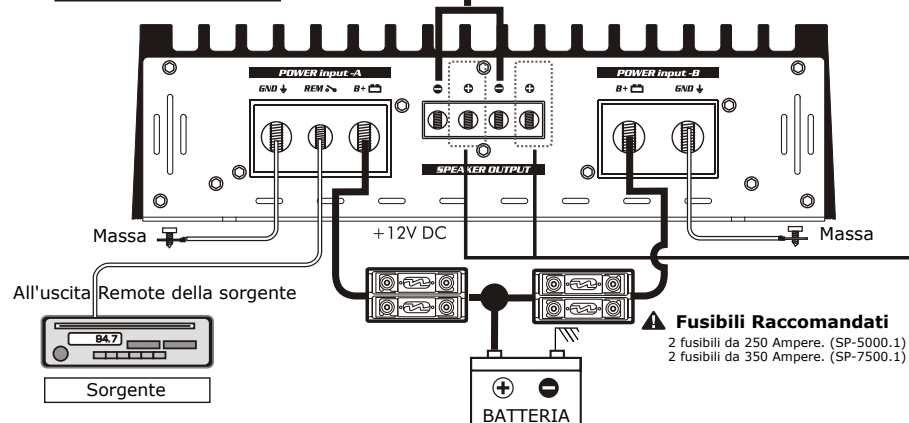 POWER input -A
GND REM B+
POWER input -B
B+ GND
SPEAKER OUTPUT
Massa
+12V DC
Massa
All'uscita Remote della sorgente
94.7
Sorgente
Fusibili Raccomandati
2 fusibili da 250 Ampere. (SP-5000.1)
2 fusibili da 350 Ampere. (SP-7500.1)
BATTERIA